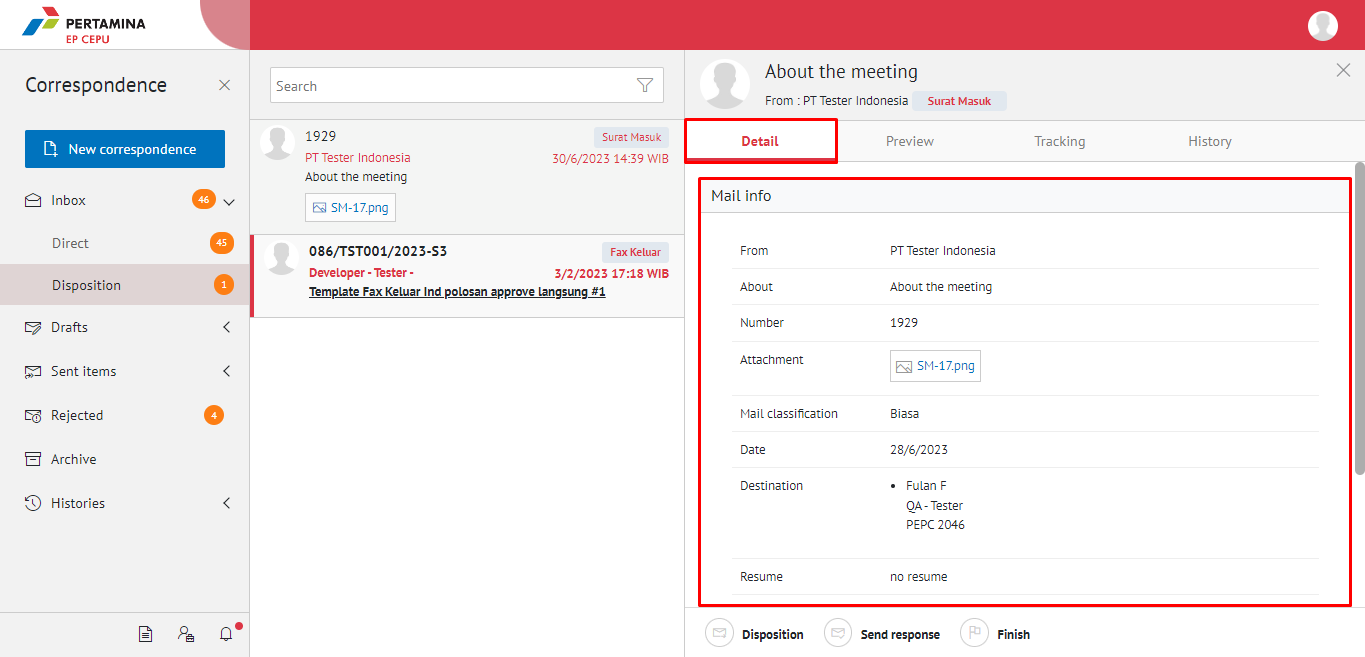 PERTAMINA
EP CEPU
Correspondence
New correspondence
Inbox 46
Direct 45
Disposition 1
Drafts
Sent items
Rejected 4
Archive
Histories
Search
1929 Surat Masuk
PT Tester Indonesia 30/6/2023 14:39 WIB
About the meeting
SM-17.png
086/TST001/2023-S3 Fax Keluar
Developer - Tester - 3/2/2023 17:18 WIB
Template Fax Keluar Ind polosan approve langsung #1
About the meeting
From : PT Tester Indonesia Surat Masuk
Detail Preview Tracking History
Mail info
From PT Tester Indonesia
About About the meeting
Number 1929
Attachment SM-17.png
Mail classification Biasa
Date 28/6/2023
Destination • Fulan F
QA - Tester
PEPC 2046
Resume no resume
Disposition Send response Finish